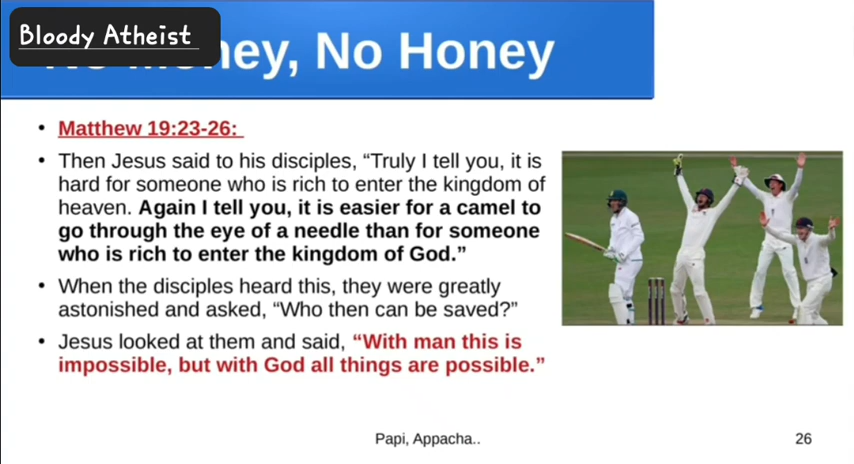 Bloody Atheist
ney, No Honey
• Matthew 19:23-26:
• Then Jesus said to his disciples, “Truly I tell you, it is
hard for someone who is rich to enter the kingdom of
heaven. Again I tell you, it is easier for a camel to
go through the eye of a needle than for someone
who is rich to enter the kingdom of God.”
• When the disciples heard this, they were greatly
astonished and asked, “Who then can be saved?”
• Jesus looked at them and said, “With man this is
impossible, but with God all things are possible.”
Papi, Appacha..
26